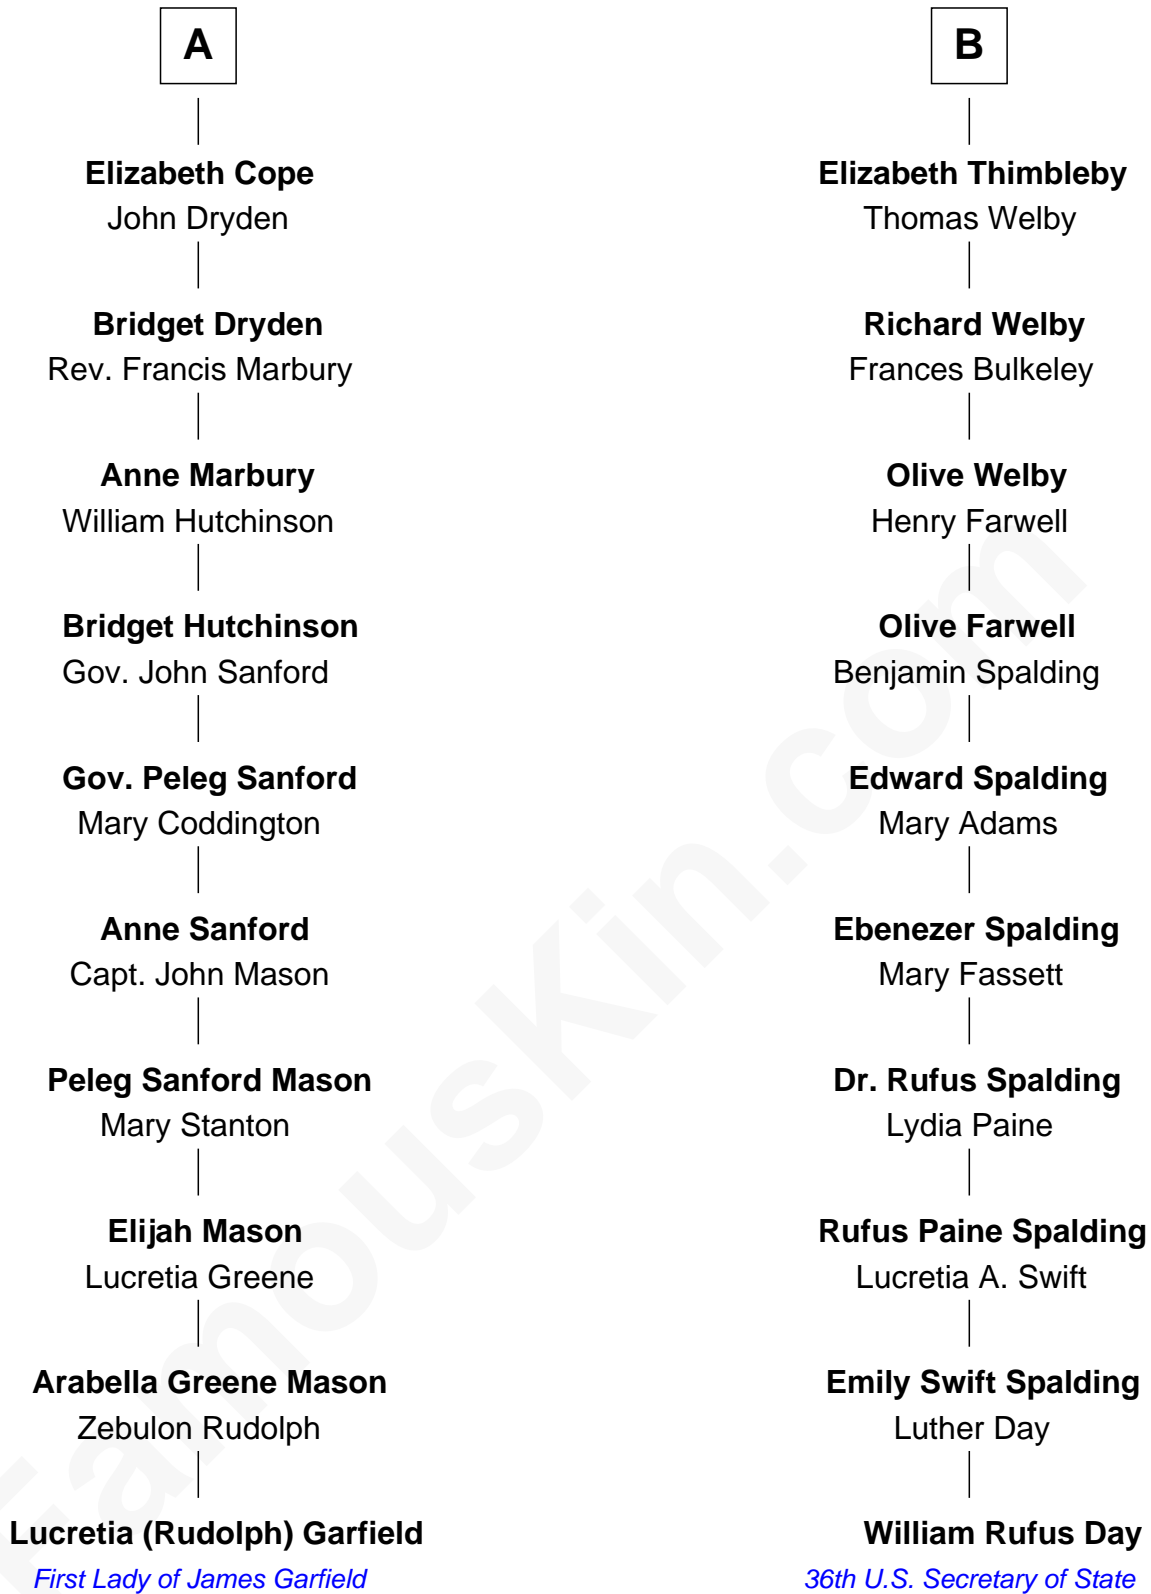 A
Elizabeth Cope
John Dryden
Bridget Dryden
Rev. Francis Marbury
Anne Marbury
William Hutchinson
Bridget Hutchinson
Gov. John Sanford
Gov. Peleg Sanford
Mary Coddington
Anne Sanford
Capt. John Mason
Peleg Sanford Mason
Mary Stanton
Elijah Mason
Lucretia Greene
Arabella Greene Mason
Zebulon Rudolph
Lucretia (Rudolph) Garfield
First Lady of James Garfield
B
Elizabeth Thimbleby
Thomas Welby
Richard Welby
Frances Bulkeley
Olive Welby
Henry Farwell
Olive Farwell
Benjamin Spalding
Edward Spalding
Mary Adams
Ebenezer Spalding
Mary Fassett
Dr. Rufus Spalding
Lydia Paine
Rufus Paine Spalding
Lucretia A. Swift
Emily Swift Spalding
Luther Day
William Rufus Day
36th U.S. Secretary of State
FamousKin.com